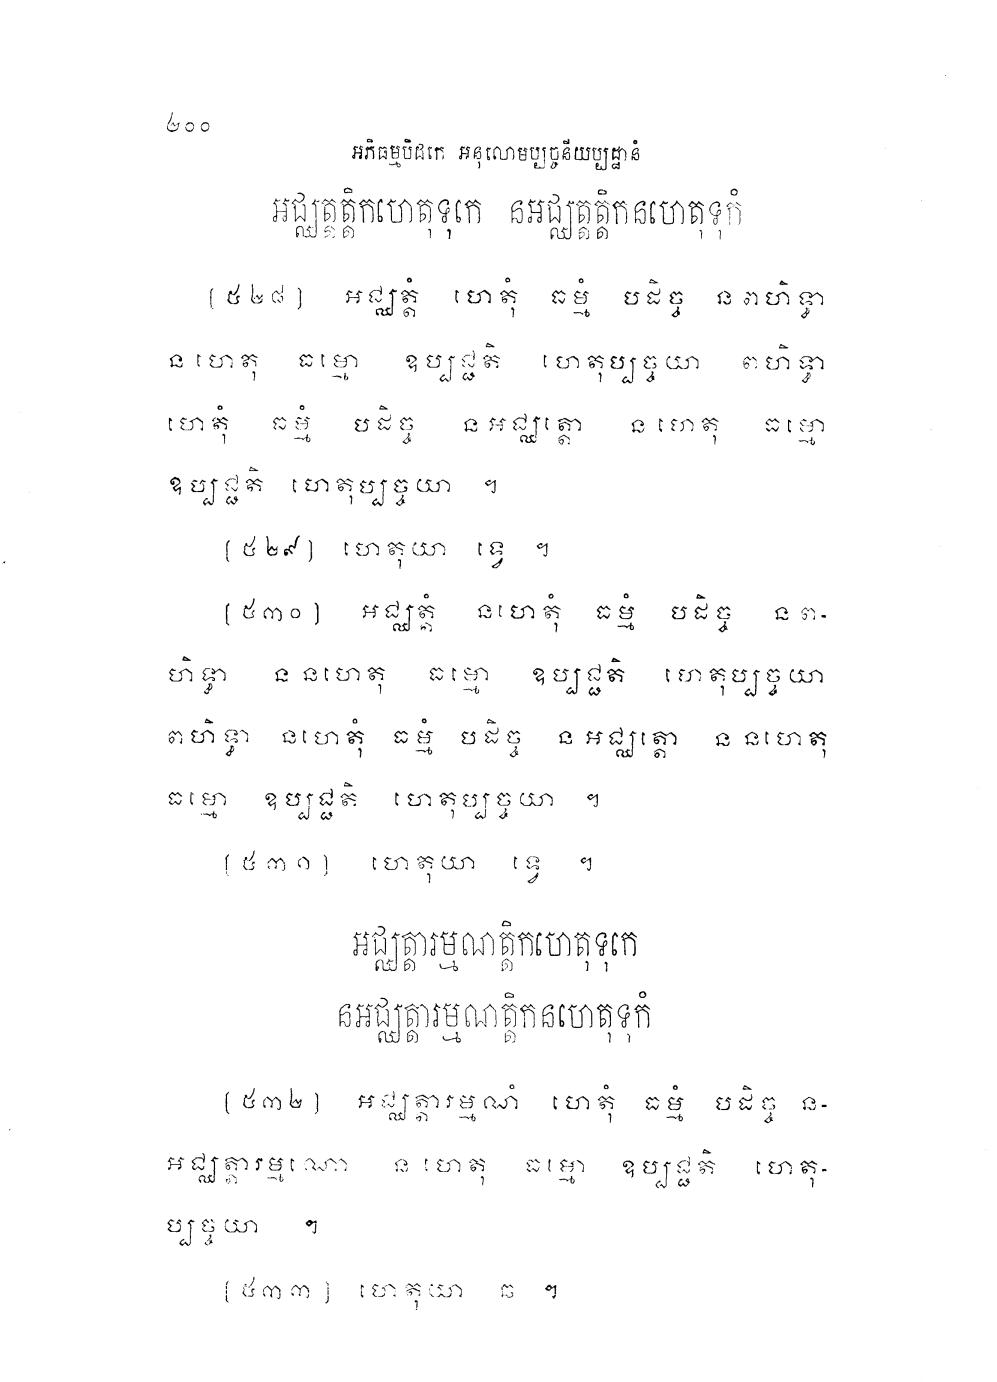 ៤០០
អភិធម្មបិដកេ អនុលោមប្បច្ចនីយប្បដ្ឋានំ
អជ្ឈត្តត្តិកហេតុទុកេ នអជ្ឈត្តត្តិកនហេតុទុកំ
[៥២៨] អជ្ឈត្តំ ហេតុំ ធម្មំ បដិច្ច នពហិទ្ធា
នហេតុ ធម្មោ ឧប្បជ្ជតិ ហេតុប្បច្ចយា ពហិទ្ធា
ហេតុំ ធម្មំ បដិច្ច នអជ្ឈត្តោ នហេតុ ធម្មោ
ឧប្បជ្ជតិ ហេតុប្បច្ចយា ។
[៥២៩] ហេតុយា ទ្វេ ។
[៥៣០] អជ្ឈត្តំ នហេតុំ ធម្មំ បដិច្ច នព-
ហិទ្ធា ននហេតុ ធម្មោ ឧប្បជ្ជតិ ហេតុប្បច្ចយា
ពហិទ្ធា នហេតុំ ធម្មំ បដិច្ច នអជ្ឈត្តោ ននហេតុ
ធម្មោ ឧប្បជ្ជតិ ហេតុប្បច្ចយា ។
[៥៣១] ហេតុយា ទ្វេ ។
អជ្ឈត្តារម្មណត្តិកហេតុទុកេ
នអជ្ឈត្តារម្មណត្តិកនហេតុទុកំ
[៥៣២] អជ្ឈត្តារម្មណំ ហេតុំ ធម្មំ បដិច្ច ន-
អជ្ឈត្តារម្មណោ នហេតុ ធម្មោ ឧប្បជ្ជតិ ហេតុ-
ប្បច្ចយា ។
[៥៣៣] ហេតុយា ឆ ។